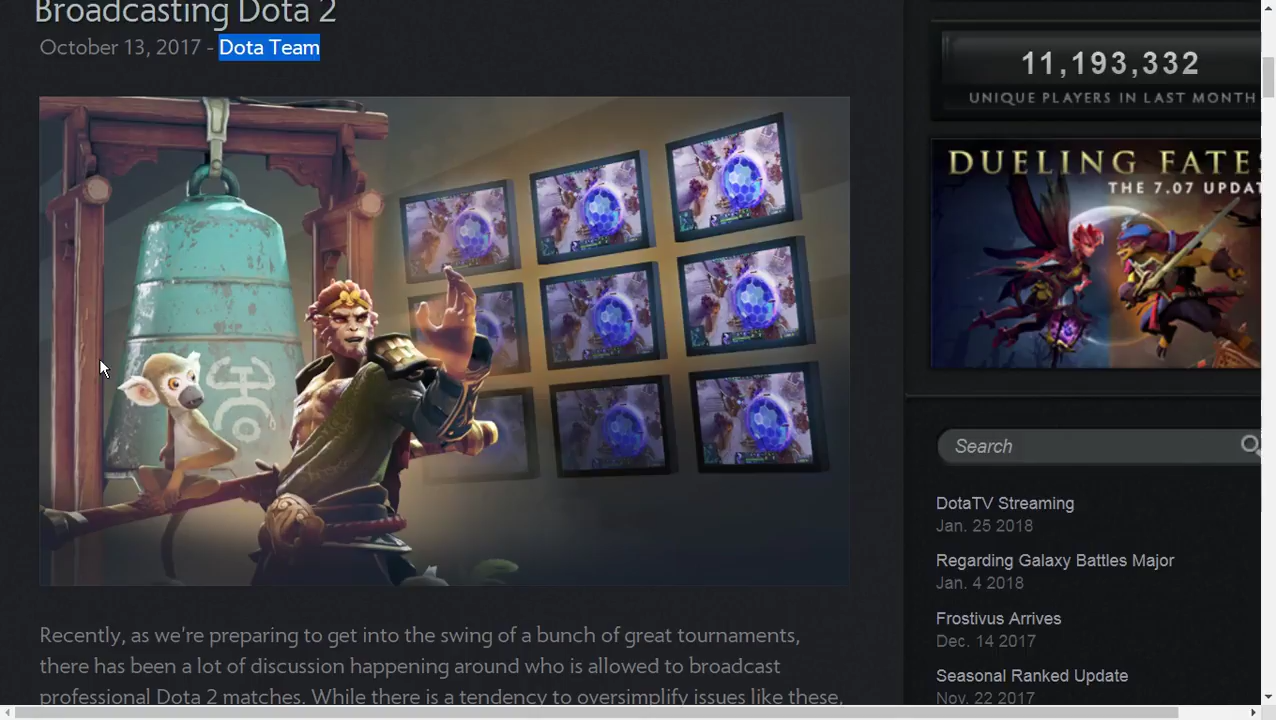 Broadcasting Dota 2
October 13, 2017 - Dota Team
Recently, as we're preparing to get into the swing of a bunch of great tournaments,
there has been a lot of discussion happening around who is allowed to broadcast
professional Dota 2 matches. While there is a tendency to oversimplify issues like these,
11,193,332
UNIQUE PLAYERS IN LAST MONTH
DUELING FATES
THE 7.07 UPDAT
Search
DotaTV Streaming
Jan. 25 2018
Regarding Galaxy Battles Major
Jan. 4 2018
Frostivus Arrives
Dec. 14 2017
Seasonal Ranked Update
Nov. 22 2017